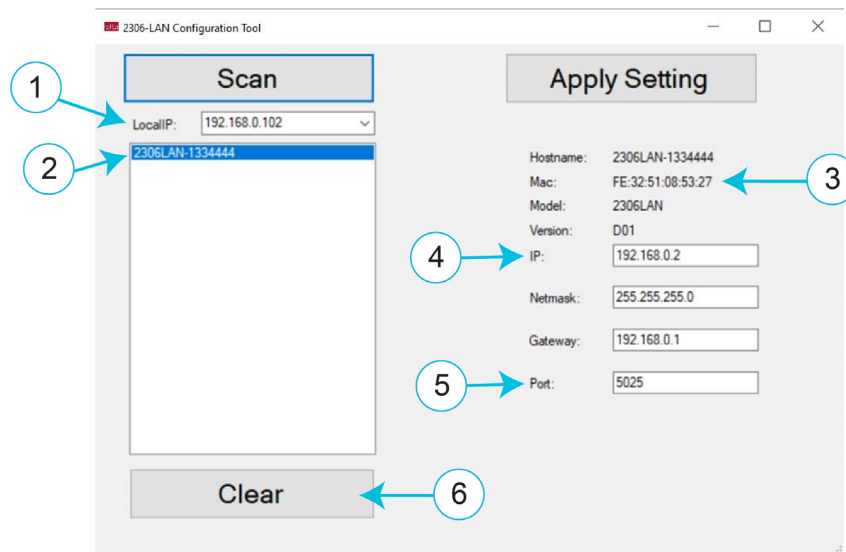 2306-LAN Configuration Tool
Scan
Apply Setting
1
LocalIP: 192.168.0.102
2
2306LAN-1334444
Hostname: 2306LAN-1334444
Mac: FE:32:51:08:53:27
3
Model: 2306LAN
Version: D01
4
IP: 192.168.0.2
Netmask: 255.255.255.0
Gateway: 192.168.0.1
5
Port: 5025
Clear
6